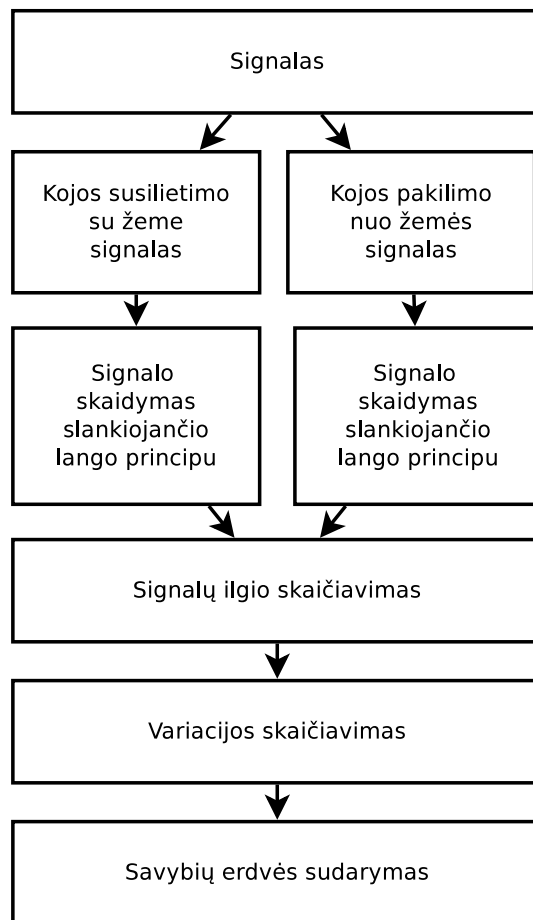 Signalas
Kojos susilietimo
su žeme
signalas
Kojos pakilimo
nuo žemės
signalas
Signalo
skaidymas
slankiojančio
lango principu
Signalo
skaidymas
slankiojančio
lango principu
Signalų ilgio skaičiavimas
Variacijos skaičiavimas
Savybių erdvės sudarymas